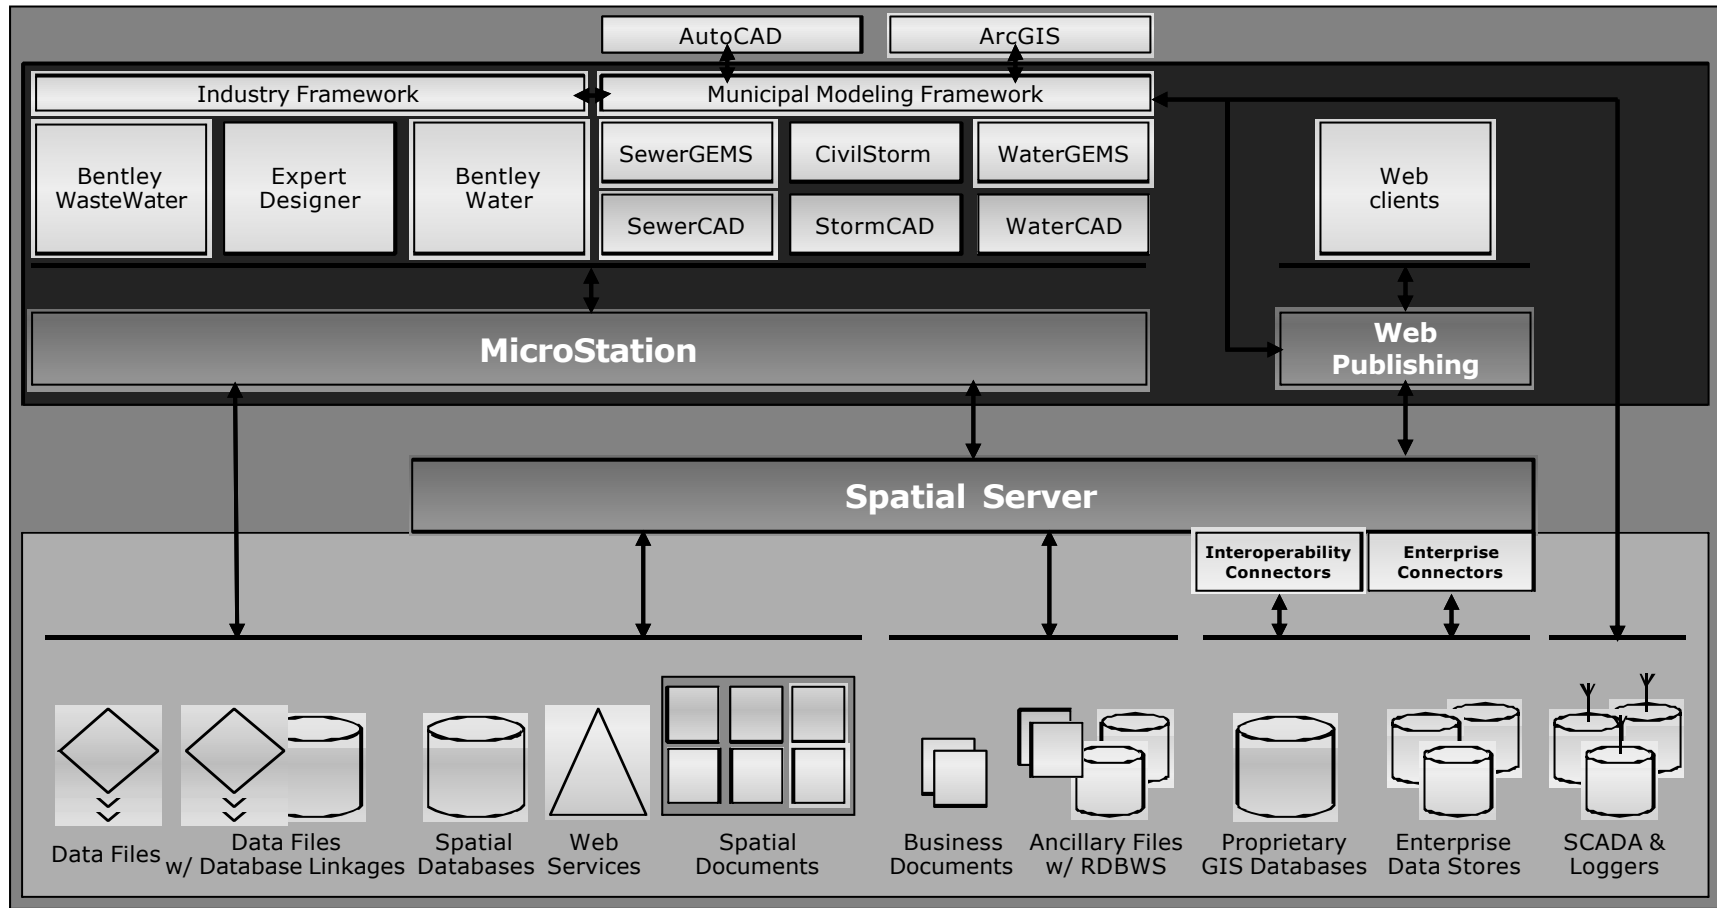 AutoCAD
ArcGIS
Industry Framework
Municipal Modeling Framework
Bentley
WasteWater
Expert
Designer
Bentley
Water
SewerGEMS
CivilStorm
WaterGEMS
SewerCAD
StormCAD
WaterCAD
Web
clients
MicroStation
Web
Publishing
Spatial Server
Interoperability
Connectors
Enterprise
Connectors
Data Files
Data Files
w/ Database Linkages
Spatial
Databases
Web
Services
Spatial
Documents
Business
Documents
Ancillary Files
w/ RDBWS
Proprietary
GIS Databases
Enterprise
Data Stores
SCADA &
Loggers